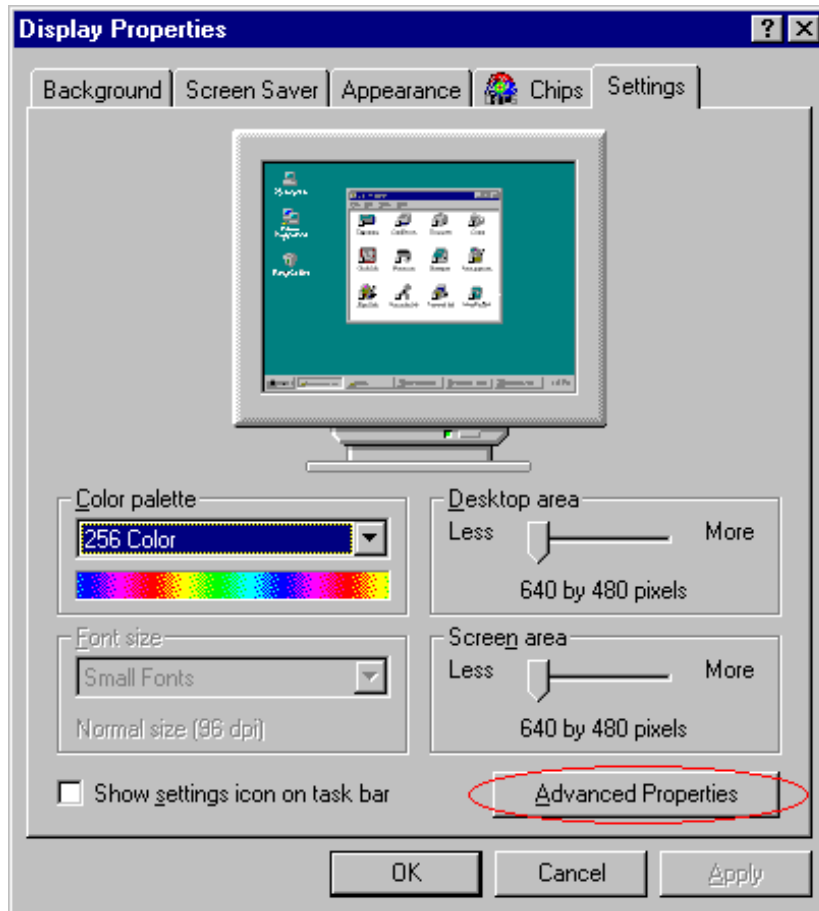 Display Properties
Background Screen Saver Appearance Chips Settings
Color palette
256 Color
Desktop area
Less More
640 by 480 pixels
Font size
Small Fonts
Normal size (96 dpi)
Screen area
Less More
640 by 480 pixels
Show settings icon on task bar
Advanced Properties
OK Cancel Apply